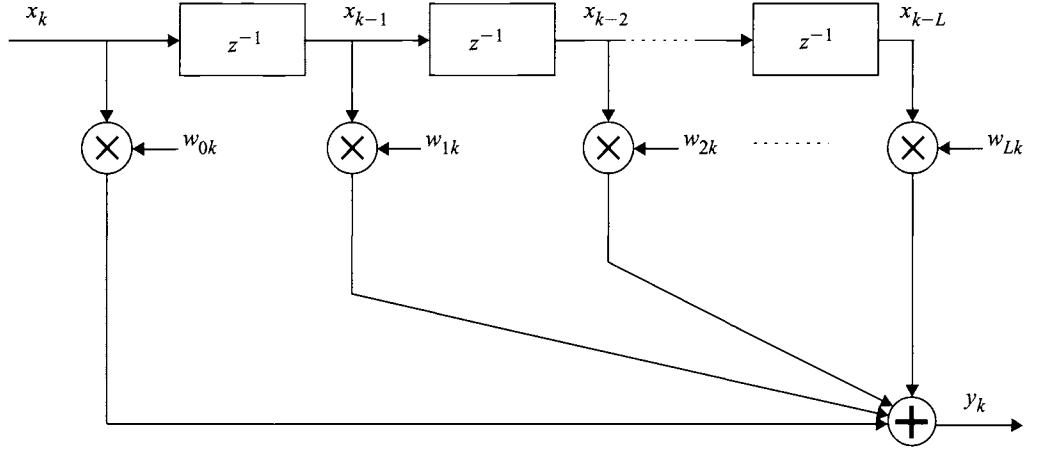 x_k x_{k−1} x_{k−2} x_{k−L}
z^{−1} z^{−1} z^{−1}
w_{0k} w_{1k} w_{2k} w_{Lk}
y_k